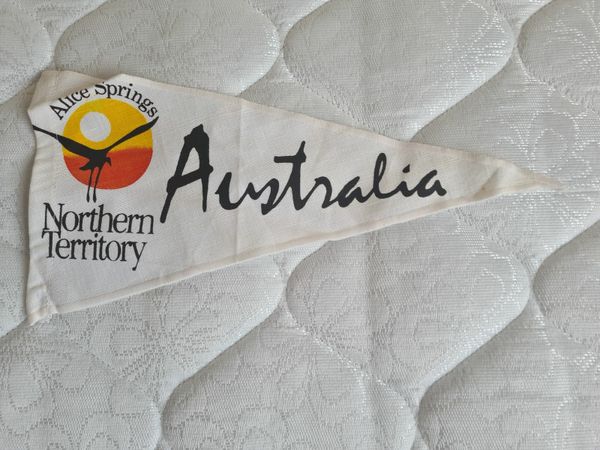 Alice Springs
Northern
Territory
Australia